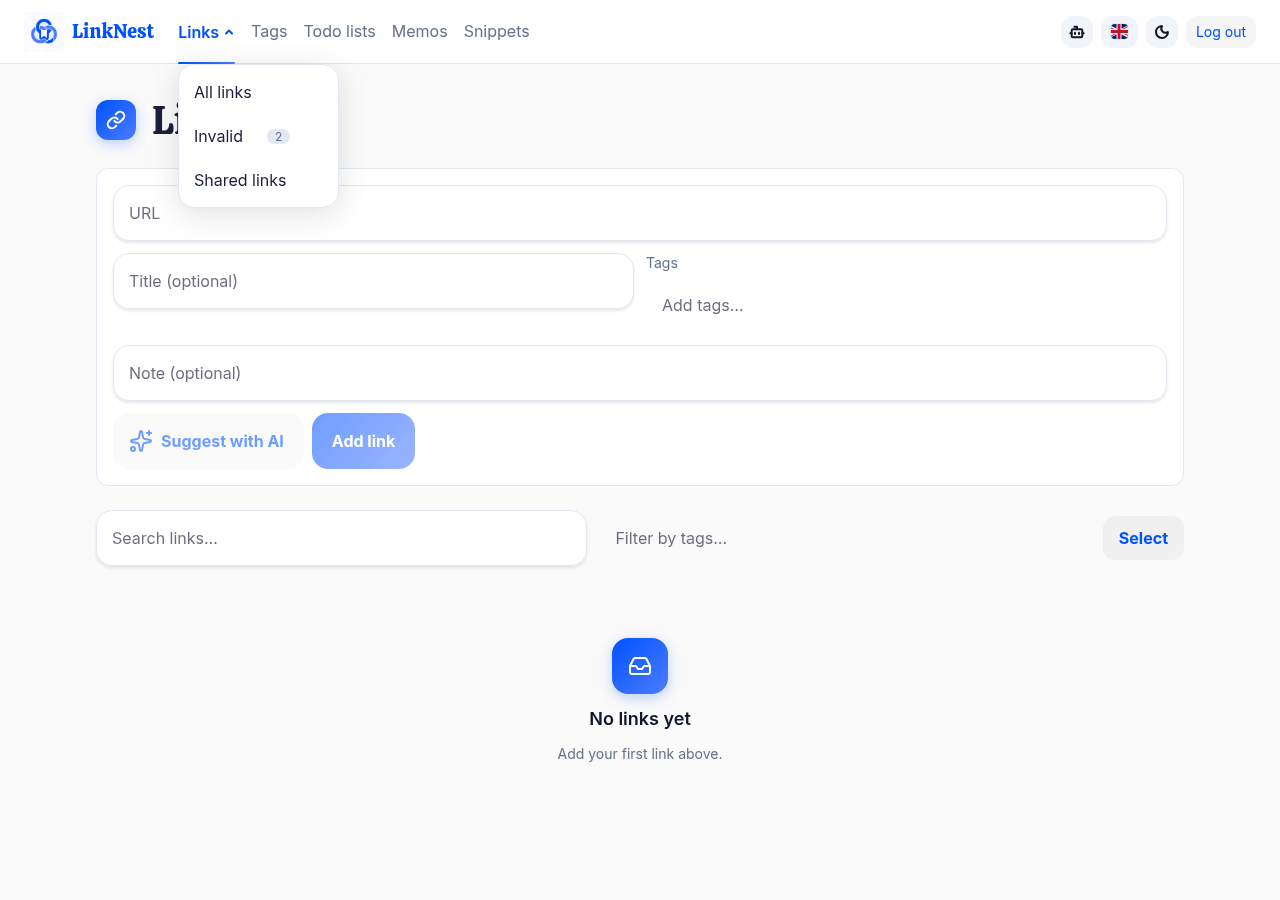 LinkNest Links Tags Todo lists Memos Snippets Log out
All links
Invalid 2
Shared links
URL
Title (optional)
Tags
Add tags...
Note (optional)
Suggest with AI Add link
Search links... Filter by tags... Select
No links yet
Add your first link above.